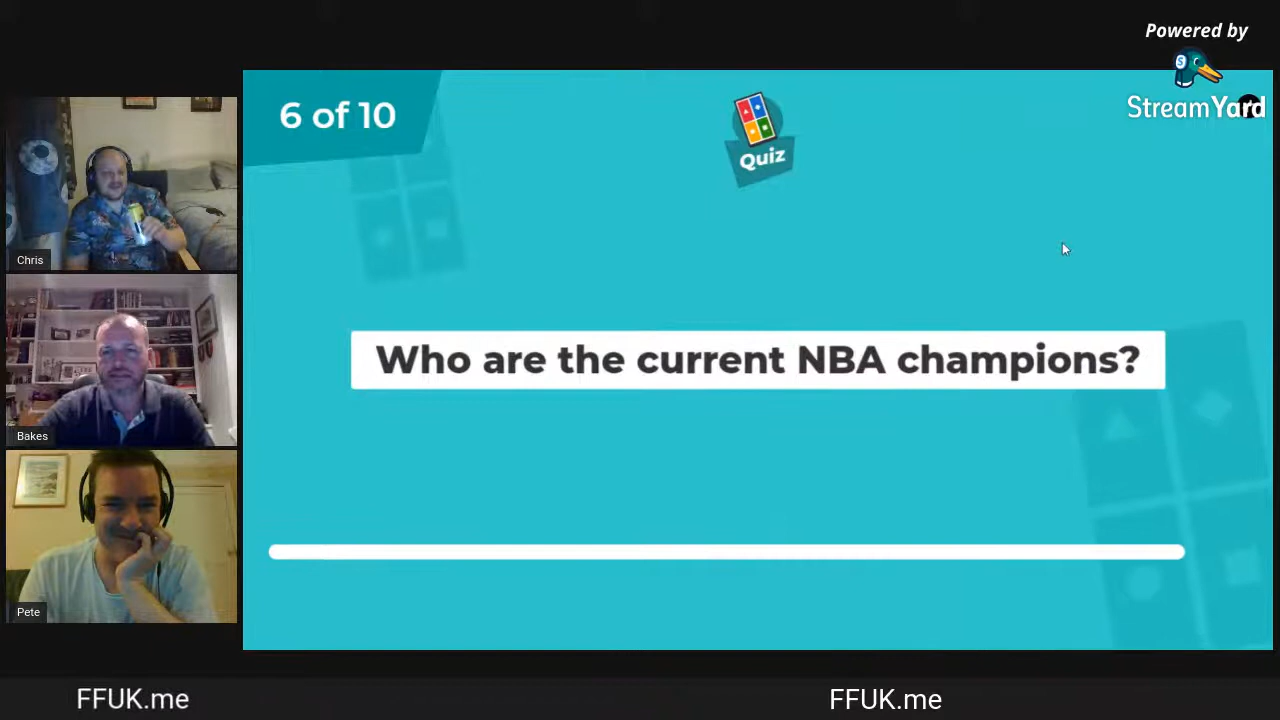 Powered by
StreamYard
6 of 10
Quiz
Who are the current NBA champions?
Chris
Bakes
Pete
FFUK.me
FFUK.me